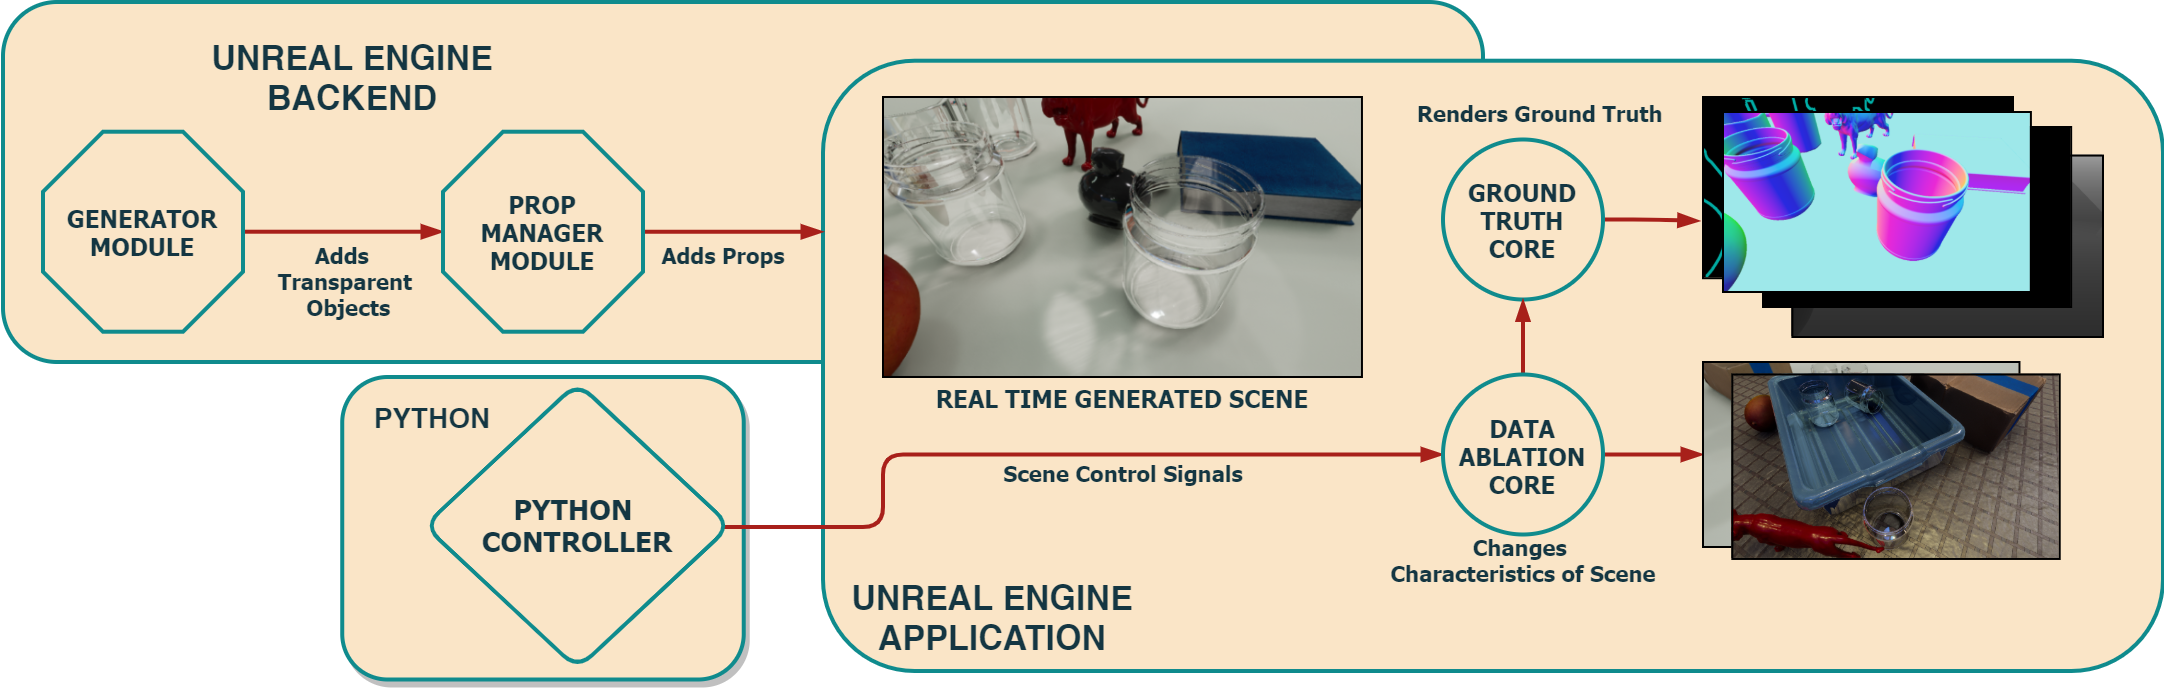 UNREAL ENGINE
BACKEND
GENERATOR
MODULE
Adds
Transparent
Objects
PROP
MANAGER
MODULE
Adds Props
REAL TIME GENERATED SCENE
Renders Ground Truth
GROUND
TRUTH
CORE
PYTHON
PYTHON
CONTROLLER
Scene Control Signals
DATA
ABLATION
CORE
Changes
Characteristics of Scene
UNREAL ENGINE
APPLICATION